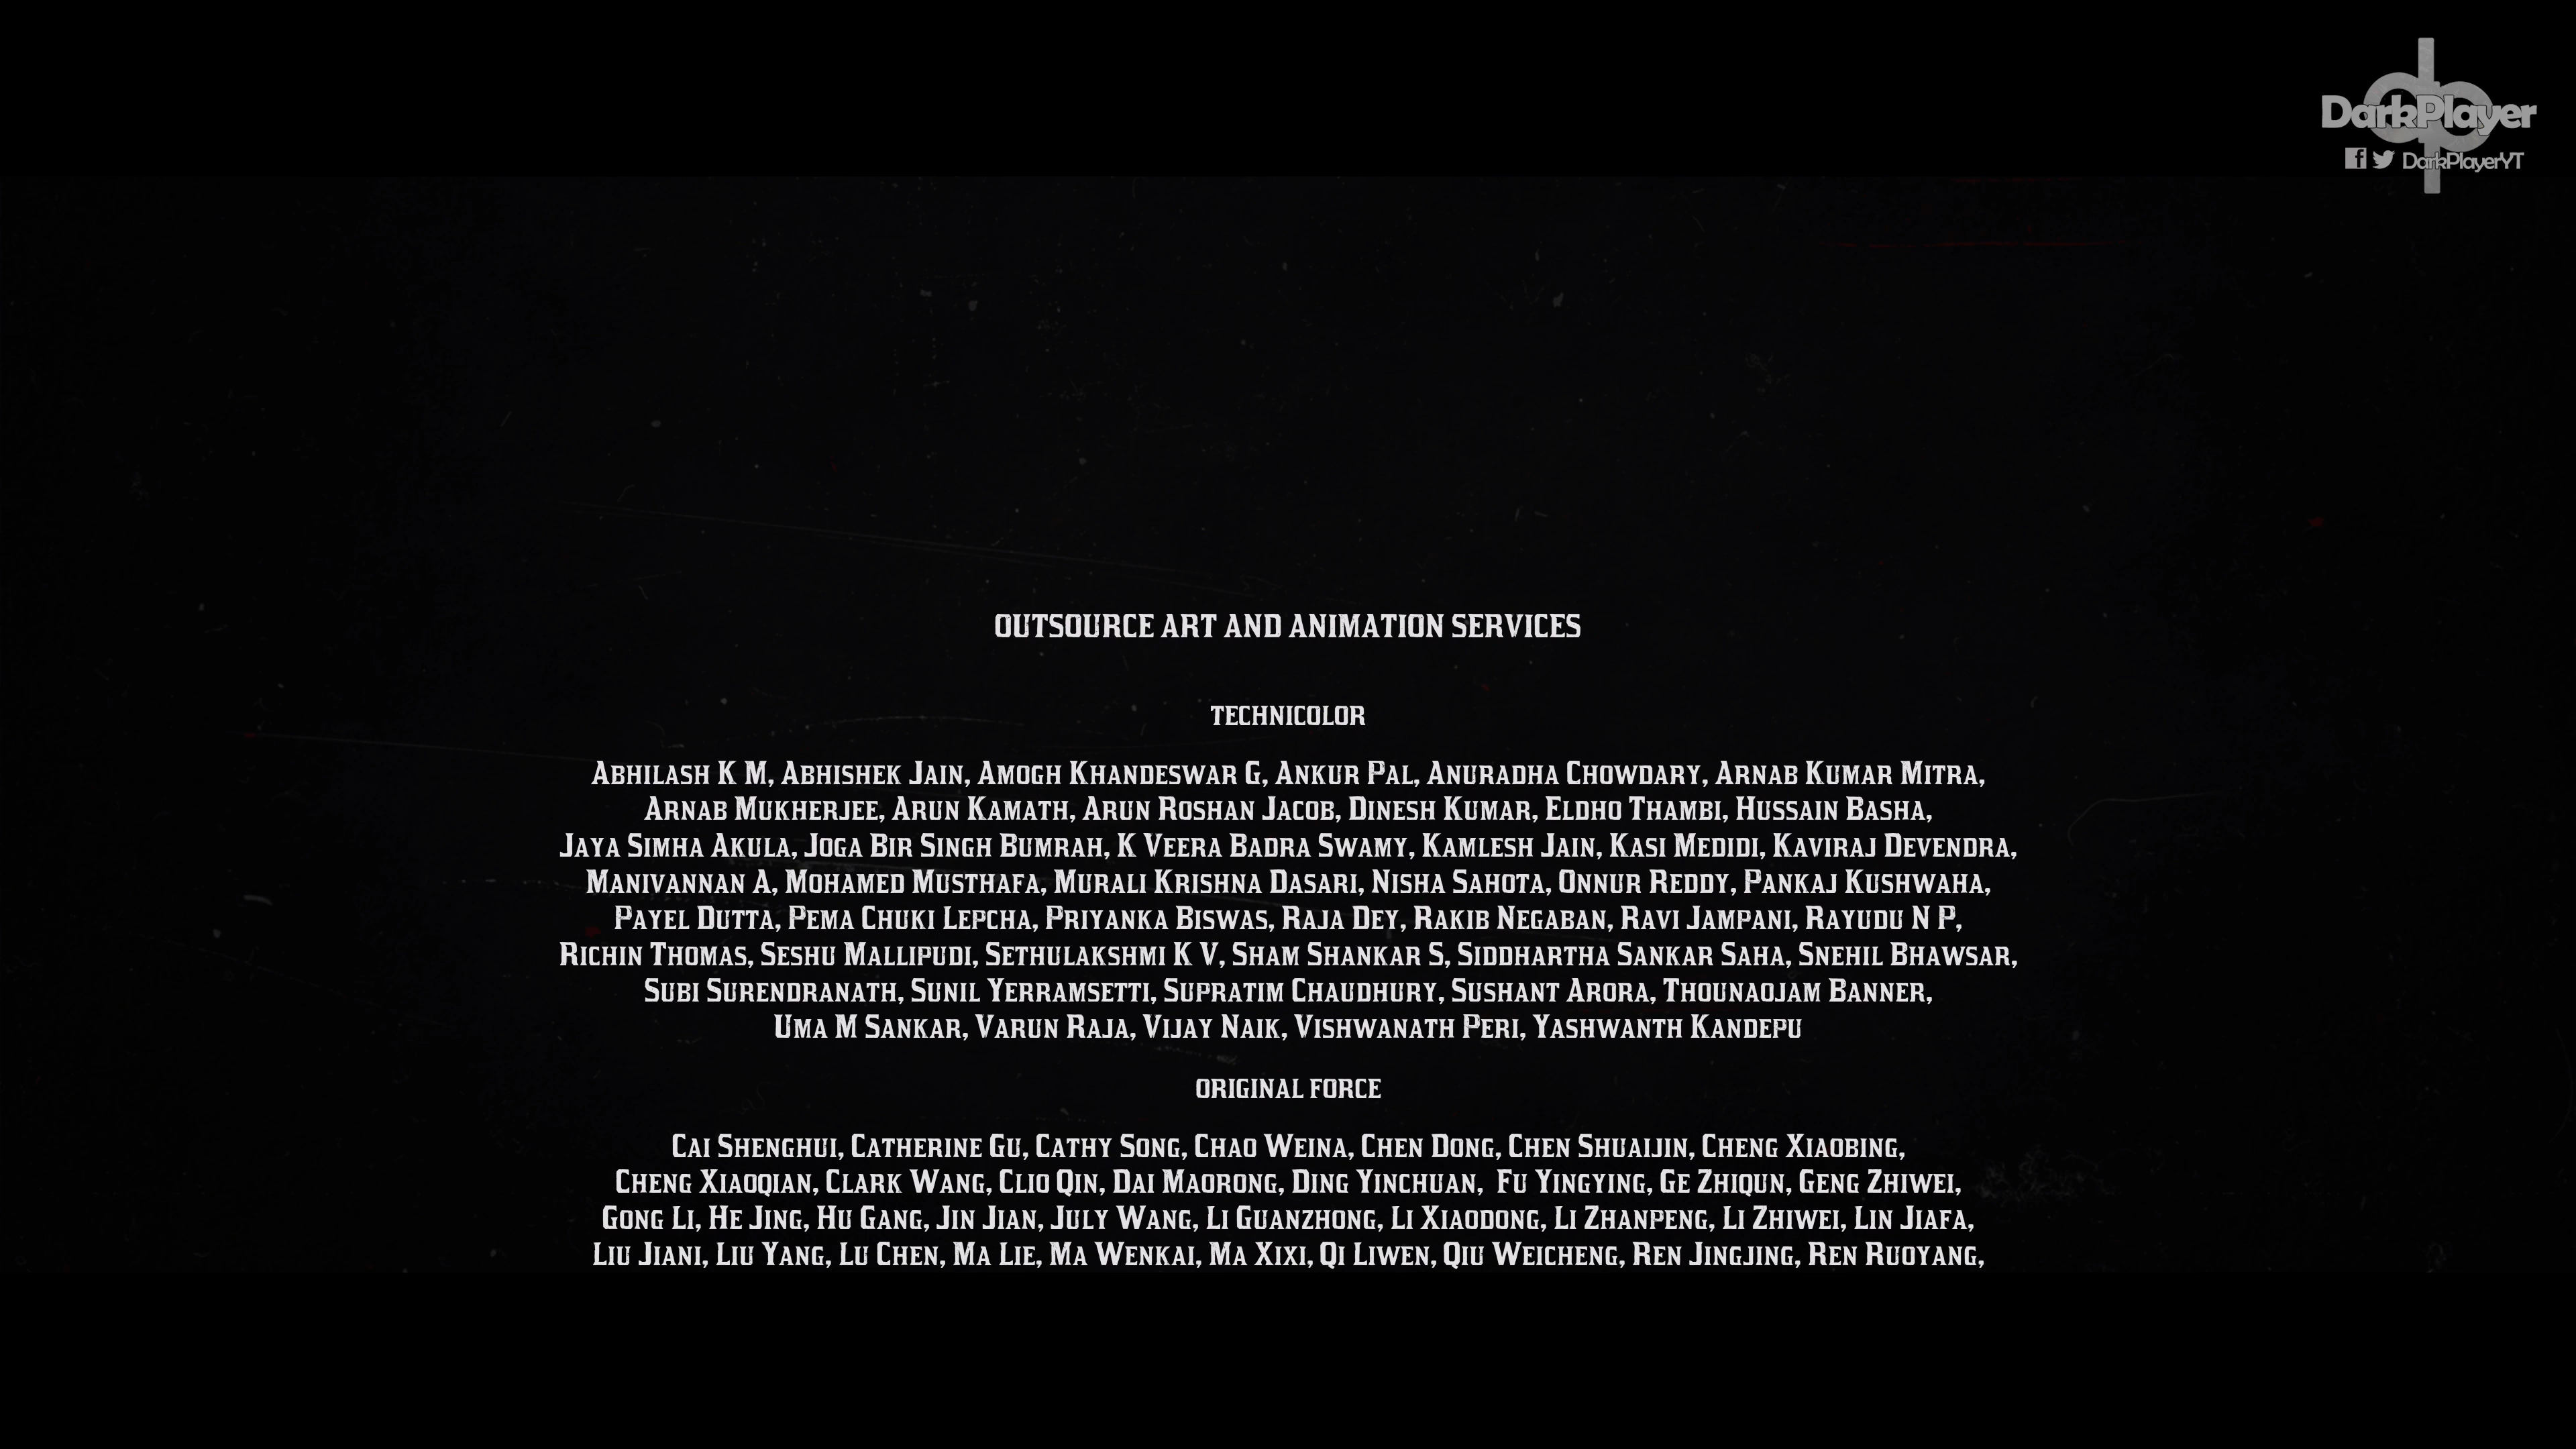 DarkPlayer
DarkPlayerYT
OUTSOURCE ART AND ANIMATION SERVICES
TECHNICOLOR
ABHILASH K M, ABHISHEK JAIN, AMOGH KHANDESWAR G, ANKUR PAL, ANURADHA CHOWDARY, ARNAB KUMAR MITRA,
ARNAB MUKHERJEE, ARUN KAMATH, ARUN ROSHAN JACOB, DINESH KUMAR, ELDHO THAMBI, HUSSAIN BASHA,
JAYA SIMHA AKULA, JOGA BIR SINGH BUMRAH, K VEERA BADRA SWAMY, KAMLESH JAIN, KASI MEDIDI, KAVIRAJ DEVENDRA,
MANIVANNAN A, MOHAMED MUSTHAFA, MURALI KRISHNA DASARI, NISHA SAHOTA, ONNUR REDDY, PANKAJ KUSHWAHA,
PAYEL DUTTA, PEMA CHUKI LEPCHA, PRIYANKA BISWAS, RAJA DEY, RAKIB NEGABAN, RAVI JAMPANI, RAYUDU N P,
RICHIN THOMAS, SESHU MALLIPUDI, SETHULAKSHMI K V, SHAM SHANKAR S, SIDDHARTHA SANKAR SAHA, SNEHIL BHAWSAR,
SUBI SURENDRANATH, SUNIL YERRAMSETTI, SUPRATIM CHAUDHURY, SUSHANT ARORA, THOUNAOJAM BANNER,
UMA M SANKAR, VARUN RAJA, VIJAY NAIK, VISHWANATH PERI, YASHWANTH KANDEPU
ORIGINAL FORCE
CAI SHENGHUI, CATHERINE GU, CATHY SONG, CHAO WEINA, CHEN DONG, CHEN SHUAIJIN, CHENG XIAOBING,
CHENG XIAOQIAN, CLARK WANG, CLIO QIN, DAI MAORONG, DING YINCHUAN, FU YINGYING, GE ZHIQUN, GENG ZHIWEI,
GONG LI, HE JING, HU GANG, JIN JIAN, JULY WANG, LI GUANZHONG, LI XIAODONG, LI ZHANPENG, LI ZHIWEI, LIN JIAFA,
LIU JIANI, LIU YANG, LU CHEN, MA LIE, MA WENKAI, MA XIXI, QI LIWEN, QIU WEICHENG, REN JINGJING, REN RUOYANG,